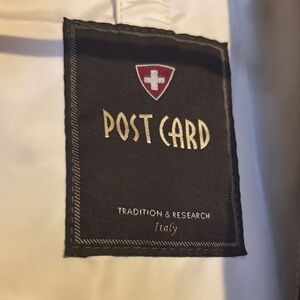 POST CARD
TRADITION & RESEARCH
Italy